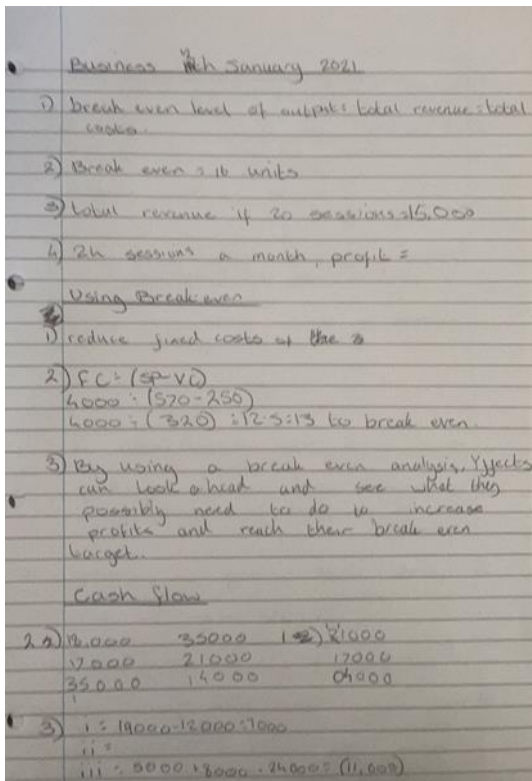 Business January 2021
1) break even level of output = total revenue = total
costs.
2) Break even = 16 units
3) total revenue if 20 sessions = 15,000
4) 24 sessions a month, profit =
Using Break-even
1) reduce fixed costs of the
2) FC ÷ (SP-VC)
4000 ÷ (570-250)
4000 ÷ (320) = 12.5 = 13 to break even.
3) By using a break even analysis, Yffects
can look ahead and see what they
possibly need to do to increase
profits and reach their break even
target.
Cash flow
2a) 18,000 35000 21000
17000 21000 17000
35000 14000 04000
3) i = 19000-12000=7000
ii =
iii = 5000 + 8000 - 24000 = (11,000)